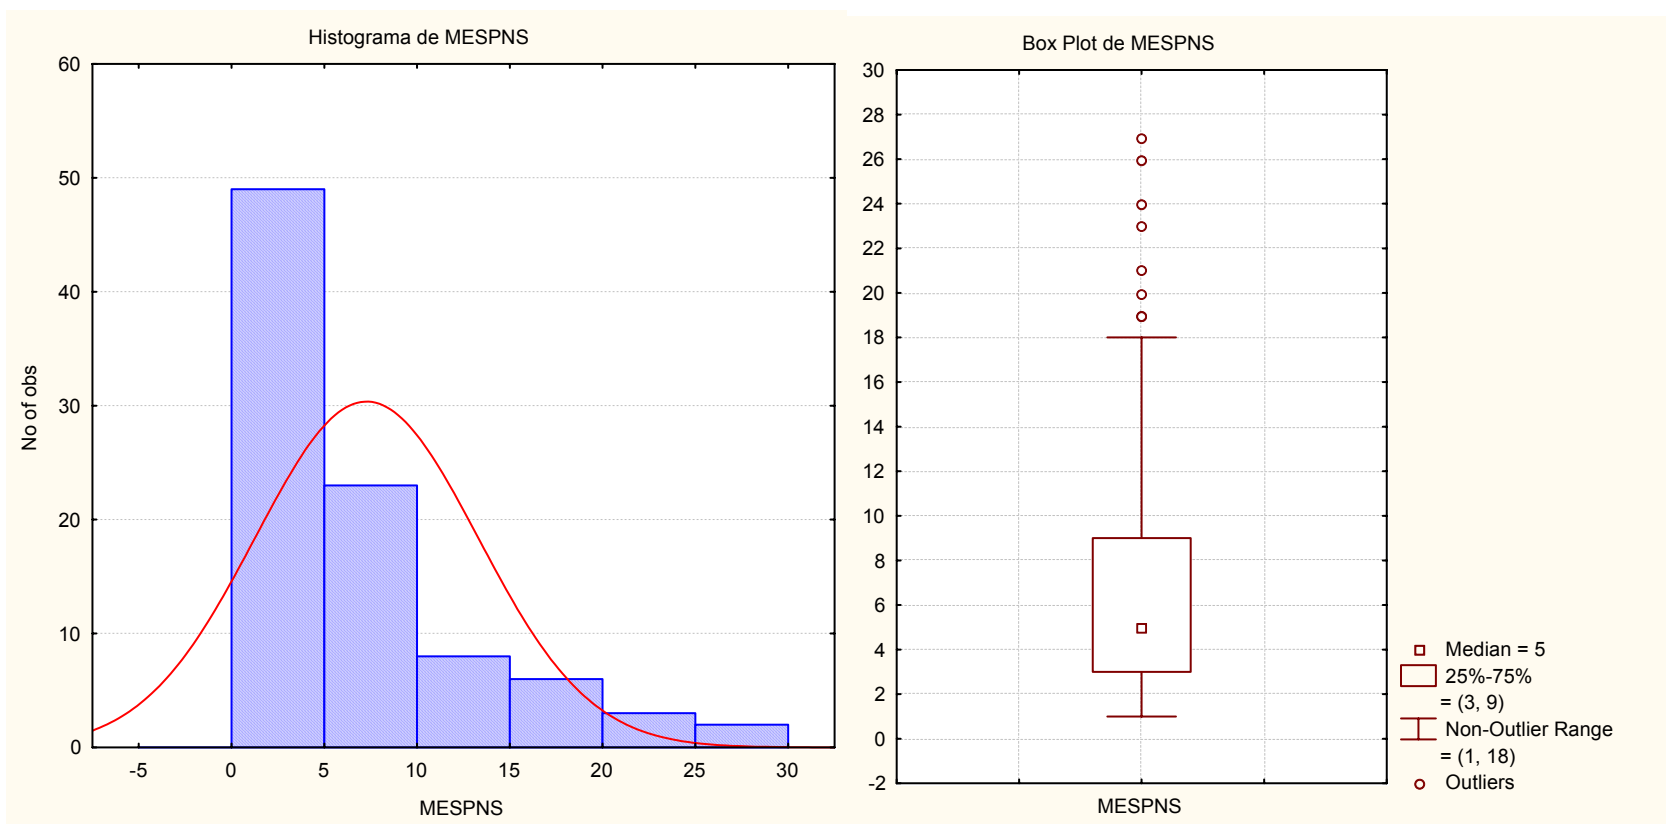 Histograma de MESPNS
60
50
40
30
20
10
0
No of obs
-5 0 5 10 15 20 25 30
MESPNS
Box Plot de MESPNS
30
28
26
24
22
20
18
16
14
12
10
8
6
4
2
0
-2
MESPNS
Median = 5
25%-75%
= (3, 9)
Non-Outlier Range
= (1, 18)
Outliers